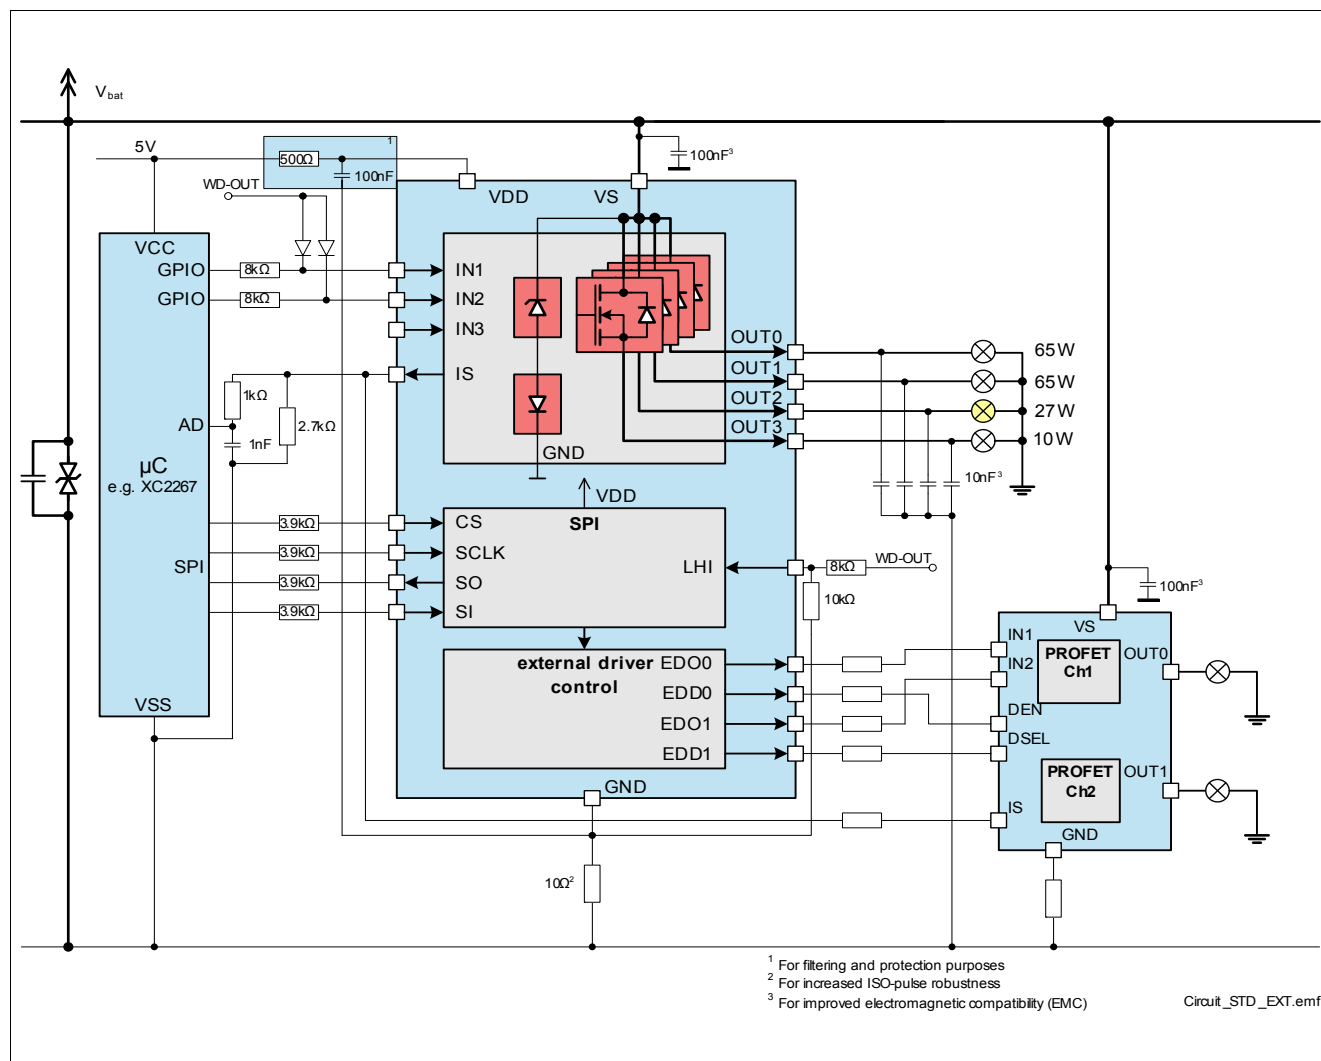 Vbat
5V
1
500Ω
100nF
100nF³
WD-OUT
VDD
VS
VCC
GPIO
8kΩ
IN1
GPIO
8kΩ
IN2
IN3
OUT0
65W
IS
OUT1
65W
1kΩ
OUT2
27W
AD
2.7kΩ
OUT3
10W
1nF
GND
µC
e.g. XC2267
10nF³
VDD
3.9kΩ
CS
SPI
3.9kΩ
SCLK
SPI
LHI
8kΩ
WD-OUT
3.9kΩ
SO
100nF³
3.9kΩ
SI
10kΩ
VS
IN1
external driver
control
EDO0
IN2
PROFET
Ch1
OUT0
EDD0
VSS
DEN
EDO1
DSEL
EDD1
PROFET
Ch2
OUT1
GND
IS
GND
10Ω²
¹ For filtering and protection purposes
² For increased ISO-pulse robustness
³ For improved electromagnetic compatibility (EMC)
Circuit_STD_EXT.emf